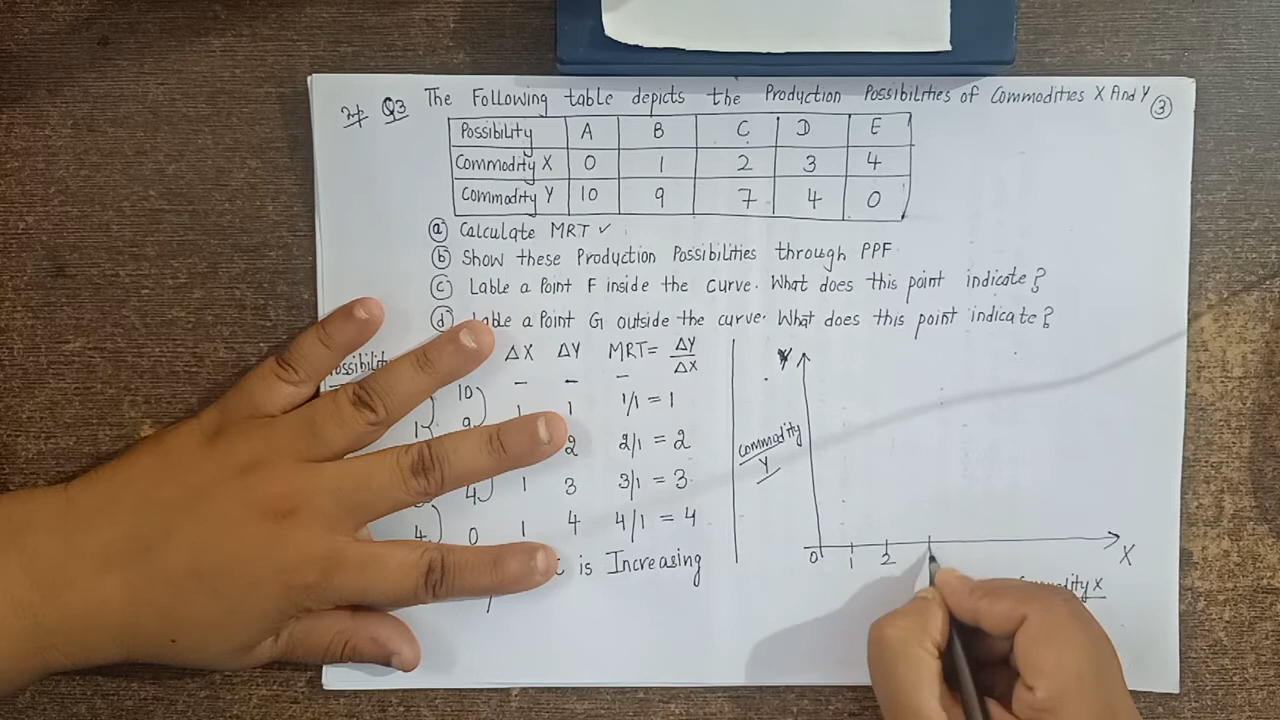 Imp Q3 The Following table depicts the Production Possibilities of Commodities X And Y ③
Possibility A B C D E
Commodity X 0 1 2 3 4
Commodity Y 10 9 7 4 0
ⓐ Calculate MRT ✓
ⓑ Show these Production Possibilities through PPF
ⓒ Lable a Point F inside the curve. What does this point indicate?
ⓓ Lable a Point G outside the curve. What does this point indicate?
ΔX ΔY MRT= ΔY/ΔX
10 – – –
1 9 1 1 1/1 = 1
2 2/1 = 2
4 1 3 3/1 = 3
4 0 1 4 4/1 = 4
is Increasing
Y
Commodity
Y
0 1 2
X